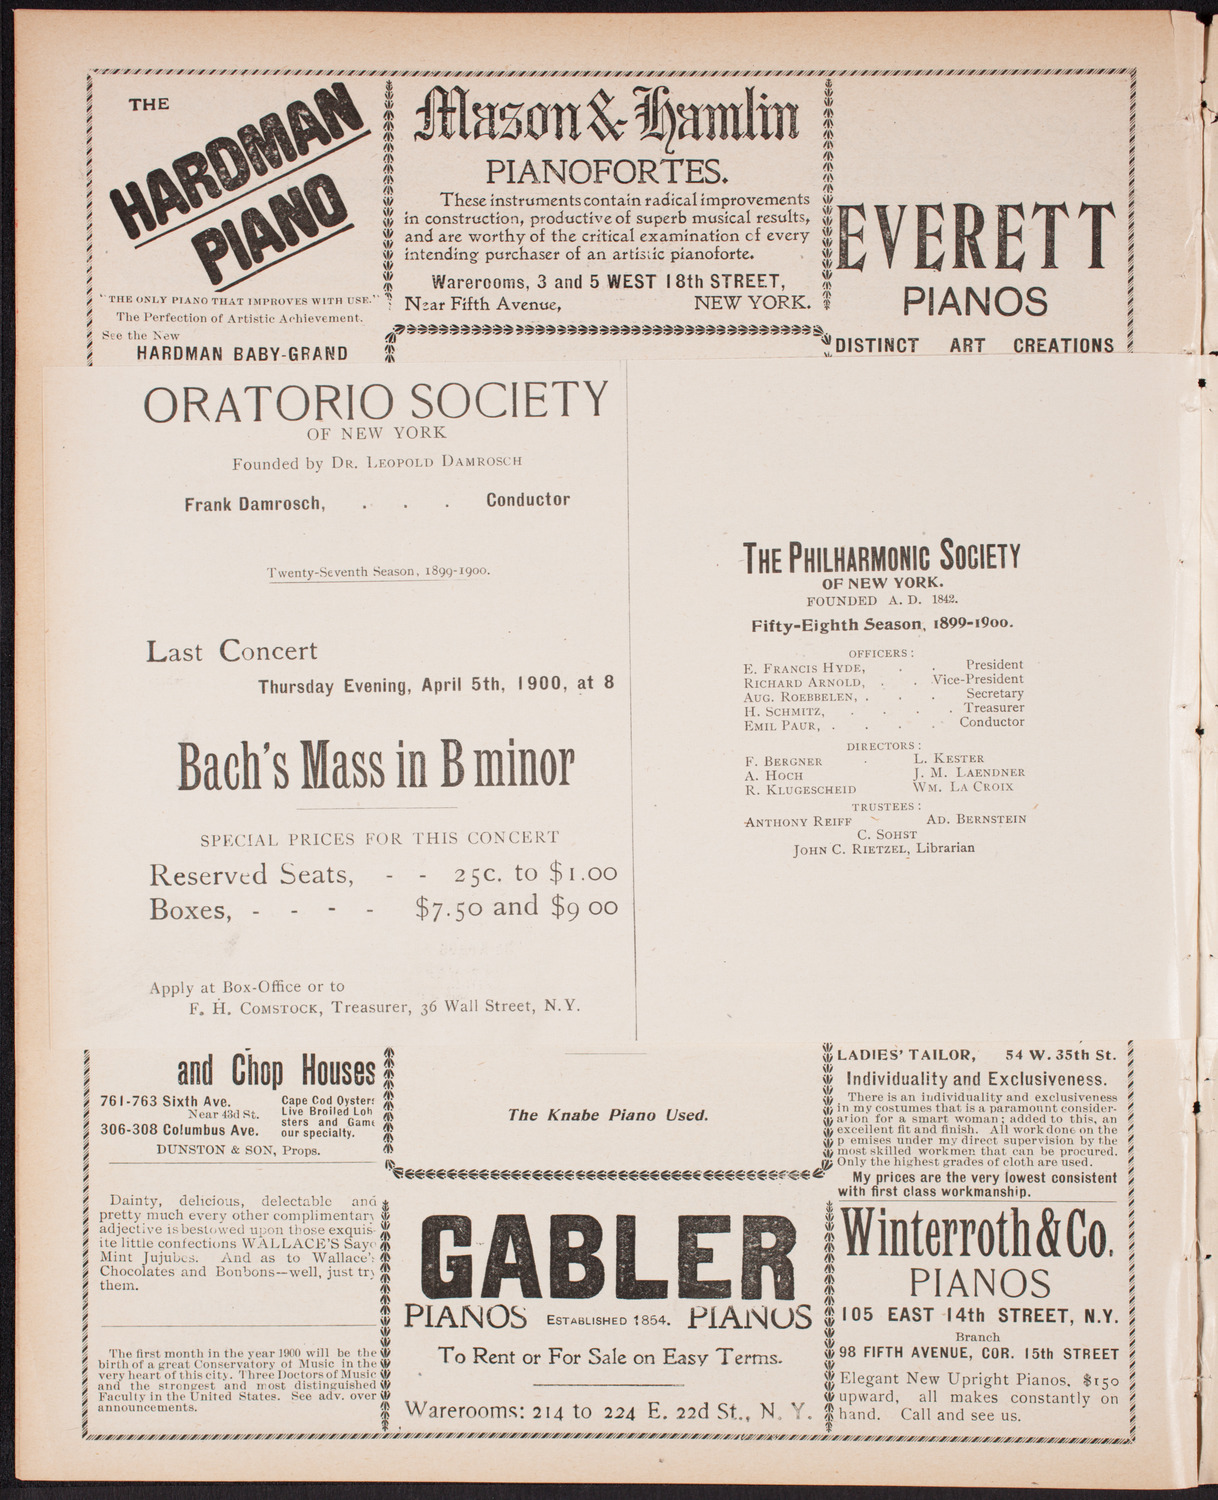 THE
HARDMAN
PIANO
"THE ONLY PIANO THAT IMPROVES WITH USE."
The Perfection of Artistic Achievement.
See the New
HARDMAN BABY-GRAND
Mason & Hamlin
PIANOFORTES.
These instruments contain radical improvements
in construction, productive of superb musical results,
and are worthy of the critical examination of every
intending purchaser of an artistic pianoforte.
Warerooms, 3 and 5 WEST 18th STREET,
Near Fifth Avenue, NEW YORK.
EVERETT
PIANOS
DISTINCT ART CREATIONS
ORATORIO SOCIETY
OF NEW YORK
Founded by DR. LEOPOLD DAMROSCH
Frank Damrosch, . . . Conductor
Twenty-Seventh Season, 1899-1900.
Last Concert
Thursday Evening, April 5th, 1900, at 8
Bach's Mass in B minor
SPECIAL PRICES FOR THIS CONCERT
Reserved Seats, - - 25c. to $1.00
Boxes, - - - - $7.50 and $9 00
Apply at Box-Office or to
F. H. COMSTOCK, Treasurer, 36 Wall Street, N.Y.
THE PHILHARMONIC SOCIETY
OF NEW YORK.
FOUNDED A. D. 1842.
Fifty-Eighth Season, 1899-1900.
OFFICERS:
E. FRANCIS HYDE, . . President
RICHARD ARNOLD, . . Vice-President
AUG. ROEBBELEN, . . . Secretary
H. SCHMITZ, . . . . Treasurer
EMIL PAUR, . . . . Conductor
DIRECTORS:
F. BERGNER L. KESTER
A. HOCH J. M. LAENDNER
R. KLUGESCHEID WM. LA CROIX
TRUSTEES:
ANTHONY REIFF AD. BERNSTEIN
C. SOHST
JOHN C. RIETZEL, Librarian
and Chop Houses
761-763 Sixth Ave.
Near 43d St.
306-308 Columbus Ave.
Cape Cod Oysters
Live Broiled Lob
sters and Game
our specialty.
DUNSTON & SON, Props.
Dainty, delicious, delectable and
pretty much every other complimentary
adjective is bestowed upon those exquis-
ite little confections WALLACE'S Sayo
Mint Jujubes. And as to Wallace's
Chocolates and Bonbons—well, just try
them.
The first month in the year 1900 will be the
birth of a great Conservatory of Music in the
very heart of this city. Three Doctors of Music
and the strongest and most distinguished
Faculty in the United States. See adv. over
announcements.
The Knabe Piano Used.
GABLER
PIANOS ESTABLISHED 1854. PIANOS
To Rent or For Sale on Easy Terms.
Warerooms: 214 to 224 E. 22d St., N. Y.
LADIES' TAILOR, 54 W. 35th St.
Individuality and Exclusiveness.
There is an individuality and exclusiveness
in my costumes that is a paramount consider-
ation for a smart woman; added to this, an
excellent fit and finish. All work done on the
p emises under my direct supervision by the
most skilled workmen that can be procured.
Only the highest grades of cloth are used.
My prices are the very lowest consistent
with first class workmanship.
Winterroth & Co.
PIANOS
105 EAST 14th STREET, N.Y.
Branch
98 FIFTH AVENUE, COR. 15th STREET
Elegant New Upright Pianos, $150
upward, all makes constantly on
hand. Call and see us.